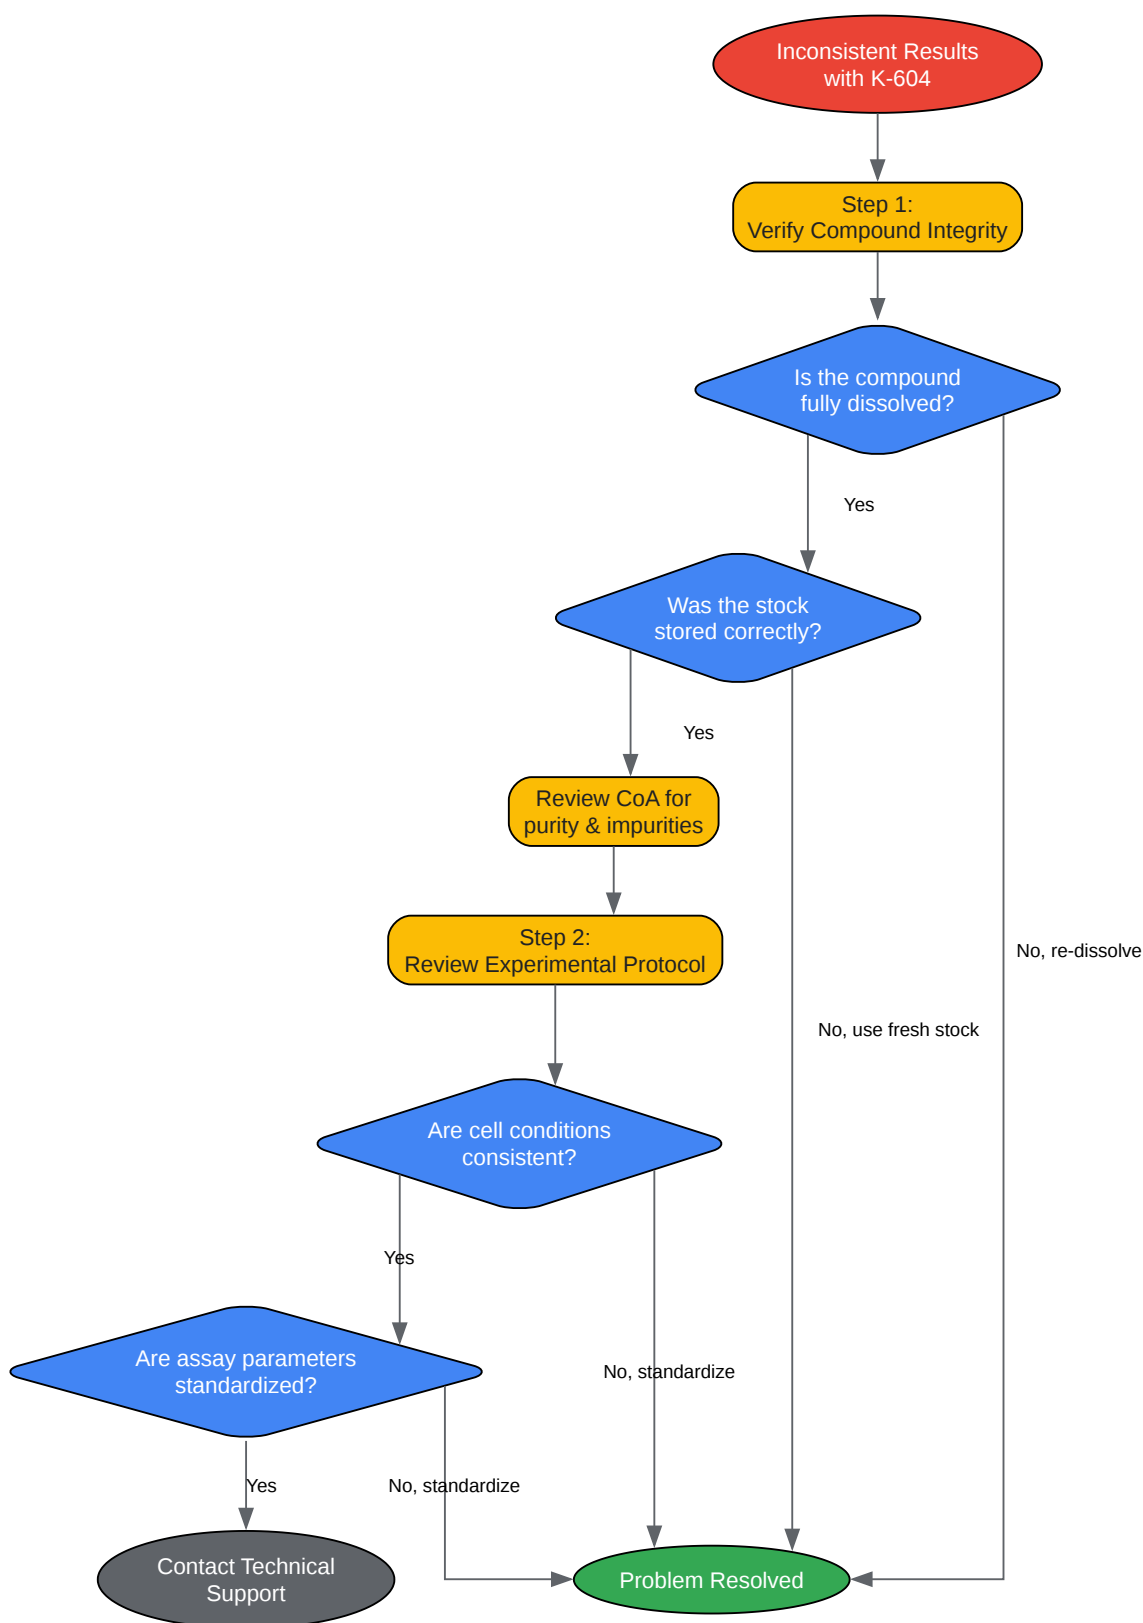 Inconsistent Results
with K-604
Step 1:
Verify Compound Integrity
Is the compound
fully dissolved?
Yes
Was the stock
stored correctly?
Yes
Review CoA for
purity & impurities
Step 2:
Review Experimental Protocol
No, re-dissolve
No, use fresh stock
Are cell conditions
consistent?
Yes
Are assay parameters
standardized?
No, standardize
Yes
No, standardize
Contact Technical
Support
Problem Resolved